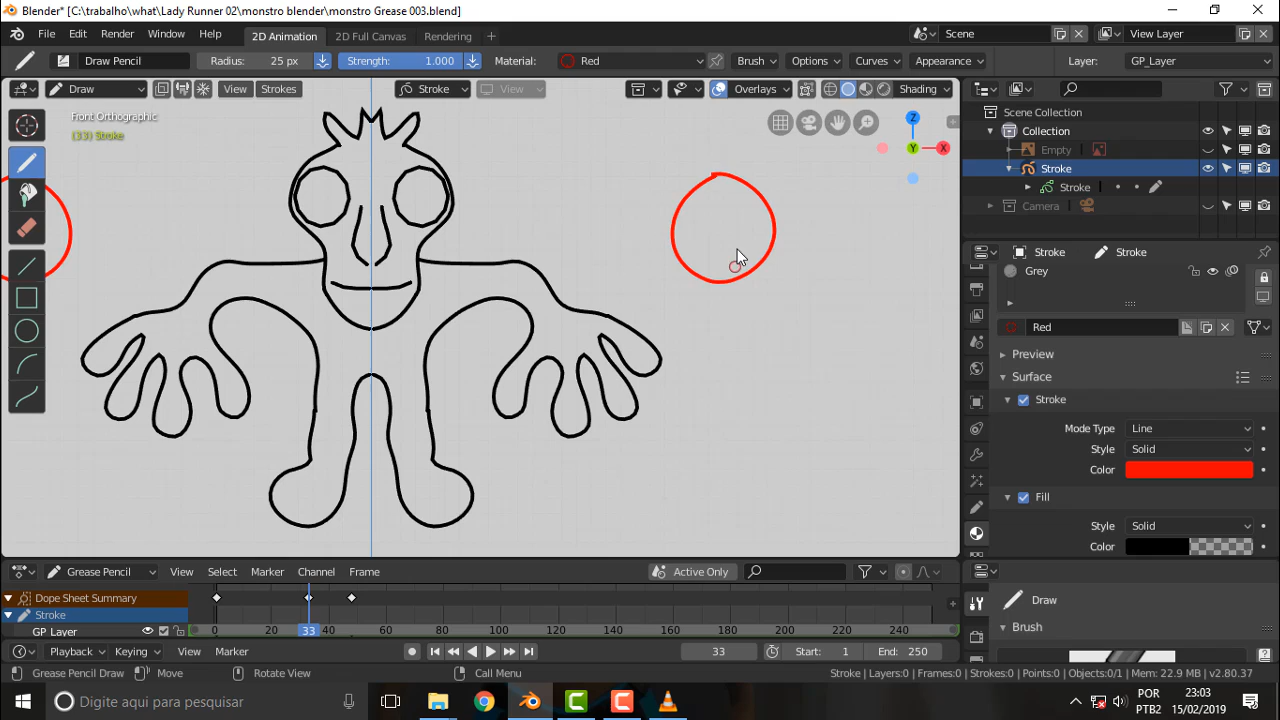 Blender* [C:\trabalho\what\Lady Runner 02\monstro blender\monstro Grease 003.blend]
File Edit Render Window Help 2D Animation 2D Full Canvas Rendering + Scene View Layer
Draw Pencil Radius: 25 px Strength: 1.000 Material: Red Brush Options Curves Appearance Layer: GP_Layer
Draw View Strokes Stroke View Overlays Shading
Front Orthographic
(33) Stroke
Z
Y
X
Scene Collection
Collection
Empty
Stroke
Stroke
Camera
Stroke Stroke
Grey
Red
Preview
Surface
Stroke
Mode Type Line
Style Solid
Color
Fill
Style Solid
Color
Grease Pencil View Select Marker Channel Frame Active Only
Dope Sheet Summary
Stroke
GP_Layer
0 20 33 40 60 80 100 120 140 160 180 200 220 240
Draw
Brush
Playback Keying View Marker 33 Start: 1 End: 250
Grease Pencil Draw Move Rotate View Call Menu Stroke | Layers:0 | Frames:0 | Strokes:0 | Points:0 | Objects:0/1 | Mem: 22.9 MB | v2.80.37
Digite aqui para pesquisar
POR
PTB2
23:03
15/02/2019